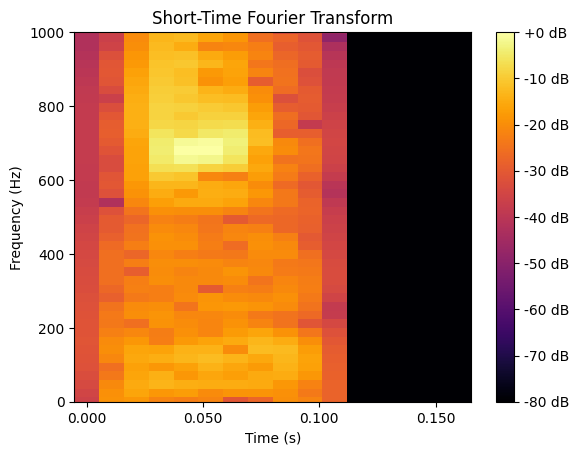 Short-Time Fourier Transform
1000
800
600
400
200
0
Frequency (Hz)
0.000
0.050
0.100
0.150
Time (s)
+0 dB
-10 dB
-20 dB
-30 dB
-40 dB
-50 dB
-60 dB
-70 dB
-80 dB